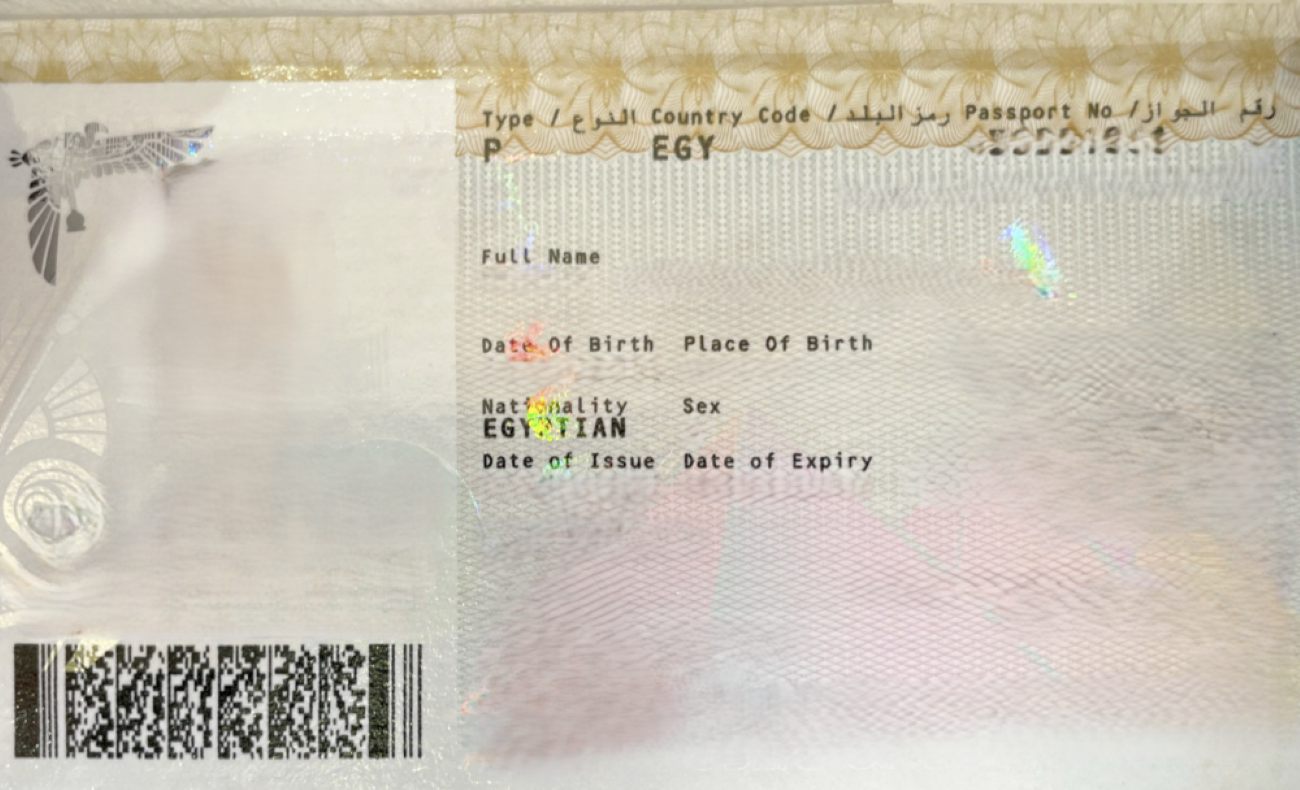 Type / النوع Country Code / رمز البلد Passport No / رقم الجواز
P EGY
Full Name
Date Of Birth Place Of Birth
Nationality Sex
EGYPTIAN
Date of Issue Date of Expiry